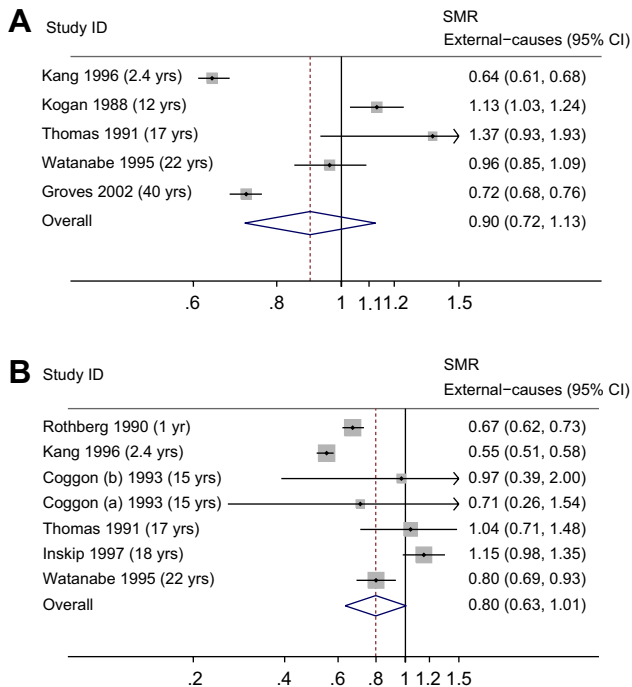 A
Study ID
SMR
External−causes (95% CI)
Kang 1996 (2.4 yrs) 0.64 (0.61, 0.68)
Kogan 1988 (12 yrs) 1.13 (1.03, 1.24)
Thomas 1991 (17 yrs) 1.37 (0.93, 1.93)
Watanabe 1995 (22 yrs) 0.96 (0.85, 1.09)
Groves 2002 (40 yrs) 0.72 (0.68, 0.76)
Overall 0.90 (0.72, 1.13)
.6 .8 1 1.1 1.2 1.5
B
Study ID
SMR
External−causes (95% CI)
Rothberg 1990 (1 yr) 0.67 (0.62, 0.73)
Kang 1996 (2.4 yrs) 0.55 (0.51, 0.58)
Coggon (b) 1993 (15 yrs) 0.97 (0.39, 2.00)
Coggon (a) 1993 (15 yrs) 0.71 (0.26, 1.54)
Thomas 1991 (17 yrs) 1.04 (0.71, 1.48)
Inskip 1997 (18 yrs) 1.15 (0.98, 1.35)
Watanabe 1995 (22 yrs) 0.80 (0.69, 0.93)
Overall 0.80 (0.63, 1.01)
.2 .4 .6 .8 1 1.2 1.5